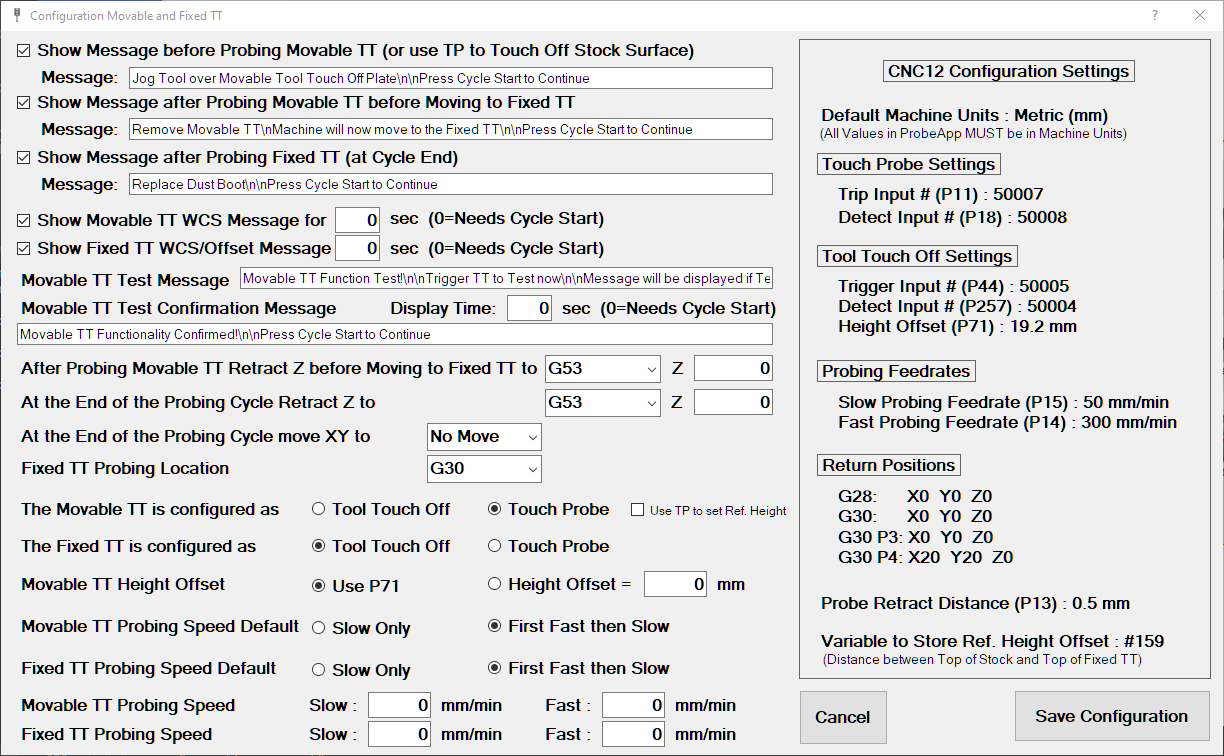 Configuration Movable and Fixed TT
?
Show Message before Probing Movable TT (or use TP to Touch Off Stock Surface)
Message: Jog Tool over Movable Tool Touch Off Plate\n\nPress Cycle Start to Continue
Show Message after Probing Movable TT before Moving to Fixed TT
Message: Remove Movable TT\nMachine will now move to the Fixed TT\n\nPress Cycle Start to Continue
Show Message after Probing Fixed TT (at Cycle End)
Message: Replace Dust Boot\n\nPress Cycle Start to Continue
Show Movable TT WCS Message for 0 sec (0=Needs Cycle Start)
Show Fixed TT WCS/Offset Message 0 sec (0=Needs Cycle Start)
Movable TT Test Message Movable TT Function Test!\n\nTrigger TT to Test now\n\nMessage will be displayed if Te
Movable TT Test Confirmation Message Display Time: 0 sec (0=Needs Cycle Start)
Movable TT Functionality Confirmed!\n\nPress Cycle Start to Continue
After Probing Movable TT Retract Z before Moving to Fixed TT to G53 Z 0
At the End of the Probing Cycle Retract Z to G53 Z 0
At the End of the Probing Cycle move XY to No Move
Fixed TT Probing Location G30
The Movable TT is configured as Tool Touch Off Touch Probe Use TP to set Ref. Height
The Fixed TT is configured as Tool Touch Off Touch Probe
Movable TT Height Offset Use P71 Height Offset = 0 mm
Movable TT Probing Speed Default Slow Only First Fast then Slow
Fixed TT Probing Speed Default Slow Only First Fast then Slow
Movable TT Probing Speed Slow : 0 mm/min Fast : 0 mm/min
Fixed TT Probing Speed Slow : 0 mm/min Fast : 0 mm/min
CNC12 Configuration Settings
Default Machine Units : Metric (mm)
(All Values in ProbeApp MUST be in Machine Units)
Touch Probe Settings
Trip Input # (P11) : 50007
Detect Input # (P18) : 50008
Tool Touch Off Settings
Trigger Input # (P44) : 50005
Detect Input # (P257) : 50004
Height Offset (P71) : 19.2 mm
Probing Feedrates
Slow Probing Feedrate (P15) : 50 mm/min
Fast Probing Feedrate (P14) : 300 mm/min
Return Positions
G28: X0 Y0 Z0
G30: X0 Y0 Z0
G30 P3: X0 Y0 Z0
G30 P4: X20 Y20 Z0
Probe Retract Distance (P13) : 0.5 mm
Variable to Store Ref. Height Offset : #159
(Distance between Top of Stock and Top of Fixed TT)
Cancel
Save Configuration